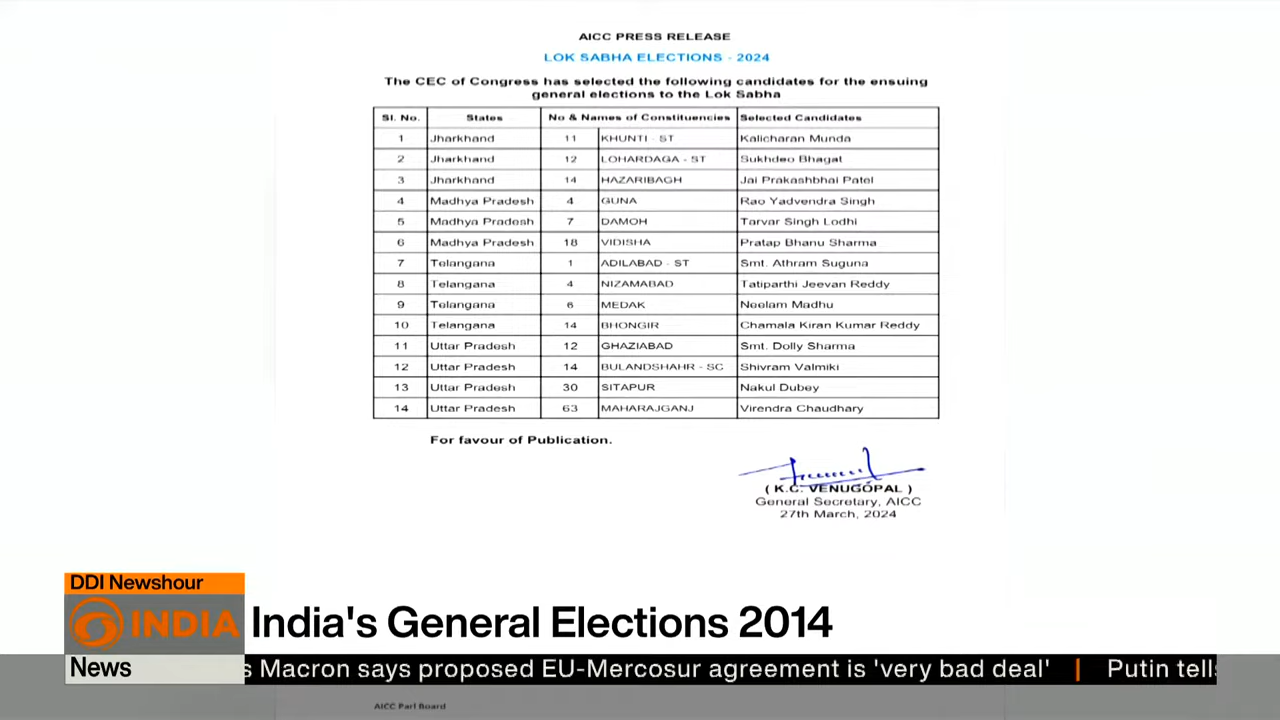 AICC PRESS RELEASE
LOK SABHA ELECTIONS - 2024
The CEC of Congress has selected the following candidates for the ensuing
general elections to the Lok Sabha
Sl. No. States No & Names of Constituencies Selected Candidates
1 Jharkhand 11 KHUNTI - ST Kalicharan Munda
2 Jharkhand 12 LOHARDAGA - ST Sukhdeo Bhagat
3 Jharkhand 14 HAZARIBAGH Jai Prakashbhai Patel
4 Madhya Pradesh 4 GUNA Rao Yadvendra Singh
5 Madhya Pradesh 7 DAMOH Tarvar Singh Lodhi
6 Madhya Pradesh 18 VIDISHA Pratap Bhanu Sharma
7 Telangana 1 ADILABAD - ST Smt. Athram Suguna
8 Telangana 4 NIZAMABAD Tatiparthi Jeevan Reddy
9 Telangana 6 MEDAK Neelam Madhu
10 Telangana 14 BHONGIR Chamala Kiran Kumar Reddy
11 Uttar Pradesh 12 GHAZIABAD Smt. Dolly Sharma
12 Uttar Pradesh 14 BULANDSHAHR - SC Shivram Valmiki
13 Uttar Pradesh 30 SITAPUR Nakul Dubey
14 Uttar Pradesh 63 MAHARAJGANJ Virendra Chaudhary
For favour of Publication.
( K.C. VENUGOPAL )
General Secretary, AICC
27th March, 2024
DDI Newshour
INDIA
India's General Elections 2014
News
s Macron says proposed EU-Mercosur agreement is 'very bad deal' | Putin tells
AICC Parl Board